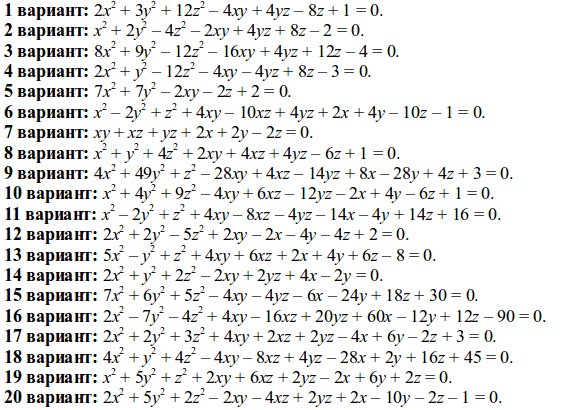 1 вариант: 2x² + 3y² + 12z² – 4xy + 4yz – 8z + 1 = 0.
2 вариант: x² + 2y² – 4z² – 2xy + 4yz + 8z – 2 = 0.
3 вариант: 8x² + 9y² – 12z² – 16xy + 4yz + 12z – 4 = 0.
4 вариант: 2x² + y² – 12z² – 4xy – 4yz + 8z – 3 = 0.
5 вариант: 7x² + 7y² – 2xy – 2z + 2 = 0.
6 вариант: x² – 2y² + z² + 4xy – 10xz + 4yz + 2x + 4y – 10z – 1 = 0.
7 вариант: xy + xz + yz + 2x + 2y – 2z = 0.
8 вариант: x² + y² + 4z² + 2xy + 4xz + 4yz – 6z + 1 = 0.
9 вариант: 4x² + 49y² + z² – 28xy + 4xz – 14yz + 8x – 28y + 4z + 3 = 0.
10 вариант: x² + 4y² + 9z² – 4xy + 6xz – 12yz – 2x + 4y – 6z + 1 = 0.
11 вариант: x² – 2y² + z² + 4xy – 8xz – 4yz – 14x – 4y + 14z + 16 = 0.
12 вариант: 2x² + 2y² – 5z² + 2xy – 2x – 4y – 4z + 2 = 0.
13 вариант: 5x² – y² + z² + 4xy + 6xz + 2x + 4y + 6z – 8 = 0.
14 вариант: 2x² + y² + 2z² – 2xy + 2yz + 4x – 2y = 0.
15 вариант: 7x² + 6y² + 5z² – 4xy – 4yz – 6x – 24y + 18z + 30 = 0.
16 вариант: 2x² – 7y² – 4z² + 4xy – 16xz + 20yz + 60x – 12y + 12z – 90 = 0.
17 вариант: 2x² + 2y² + 3z² + 4xy + 2xz + 2yz – 4x + 6y – 2z + 3 = 0.
18 вариант: 4x² + y² + 4z² – 4xy – 8xz + 4yz – 28x + 2y + 16z + 45 = 0.
19 вариант: x² + 5y² + z² + 2xy + 6xz + 2yz – 2x + 6y + 2z = 0.
20 вариант: 2x² + 5y² + 2z² – 2xy – 4xz + 2yz + 2x – 10y – 2z – 1 = 0.